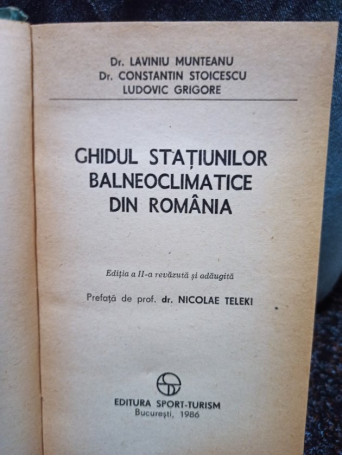 Dr. LAVINIU MUNTEANU
Dr. CONSTANTIN STOICESCU
LUDOVIC GRIGORE
GHIDUL STAȚIUNILOR
BALNEOCLIMATICE
DIN ROMÂNIA
Ediția a II-a revăzută și adăugită
Prefață de prof. dr. NICOLAE TELEKI
EDITURA SPORT-TURISM
București, 1986